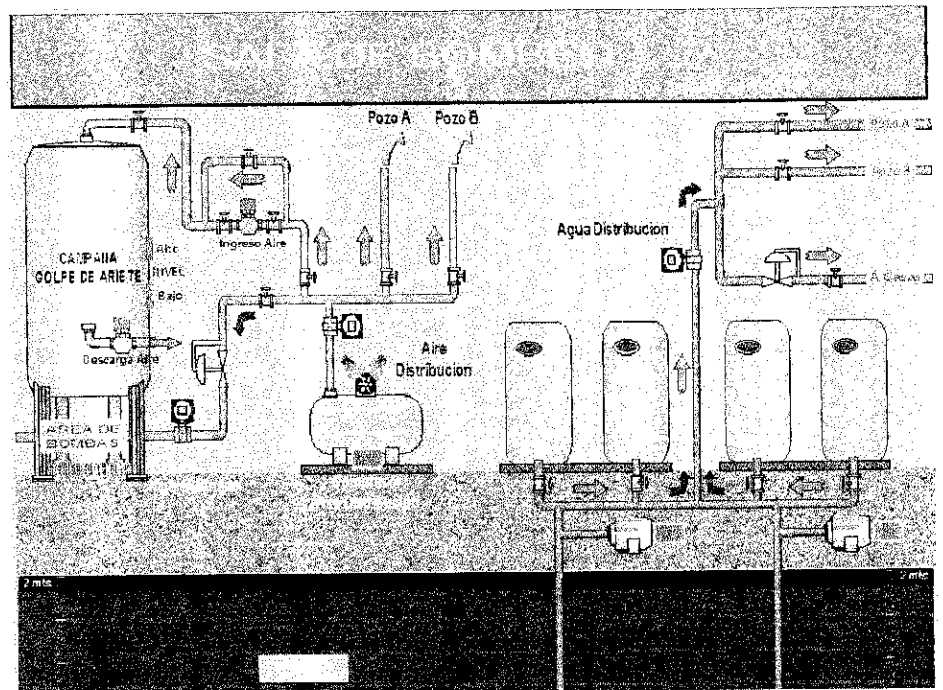 Pozo A
Pozo B
Pozo A
Agua Distribucion
Ingreso Aire
CAMPANA
GOLPE DE ARIETE
Alto
NIVEL
Bajo
Descarga Aire
Aire
Distribucion
AREA DE
BOMBAS
2 mts
2 mts